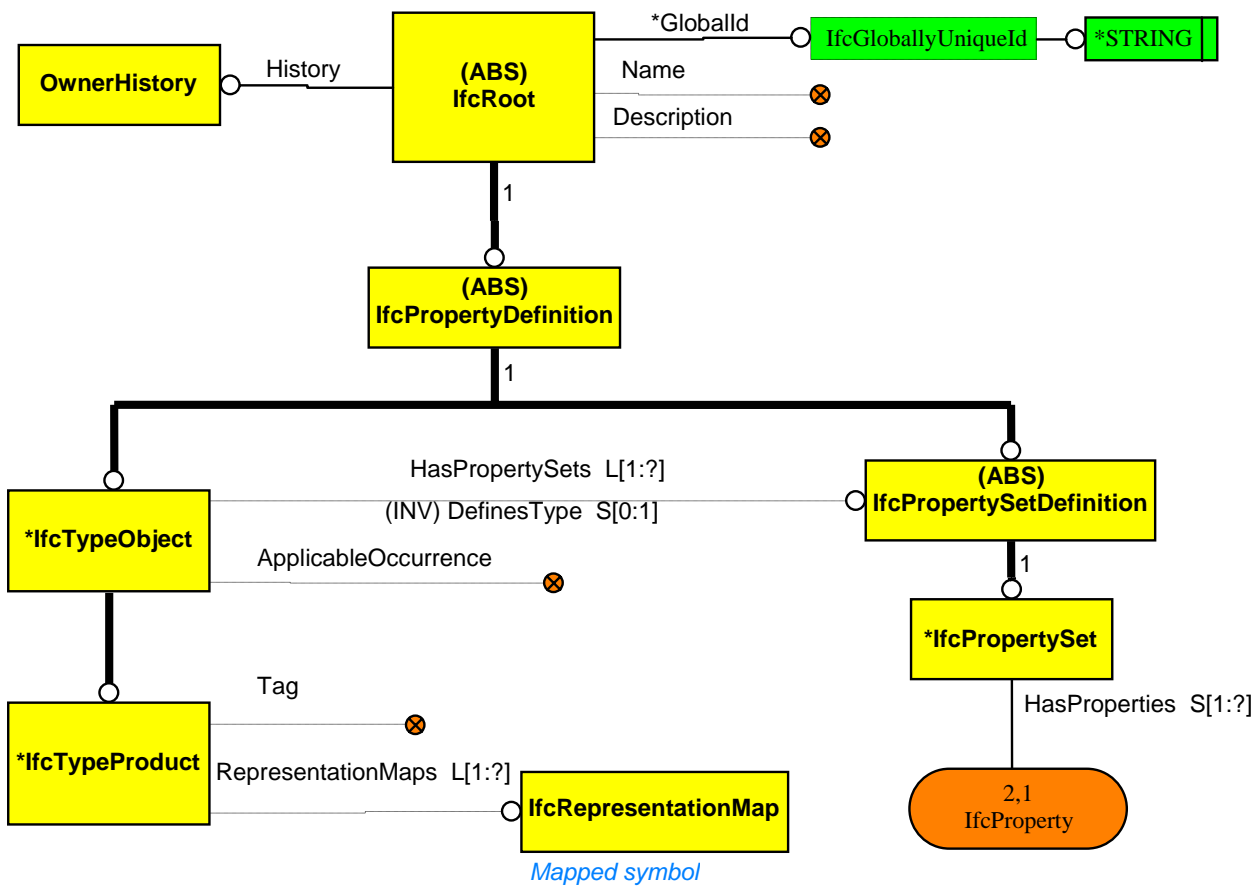 *GlobalId
IfcGloballyUniqueId
*STRING
OwnerHistory
History
(ABS)
IfcRoot
Name
Description
1
(ABS)
IfcPropertyDefinition
1
HasPropertySets L[1:?]
(INV) DefinesType S[0:1]
(ABS)
IfcPropertySetDefinition
*IfcTypeObject
ApplicableOccurrence
1
*IfcPropertySet
Tag
HasProperties S[1:?]
*IfcTypeProduct
RepresentationMaps L[1:?]
IfcRepresentationMap
2,1
IfcProperty
Mapped symbol